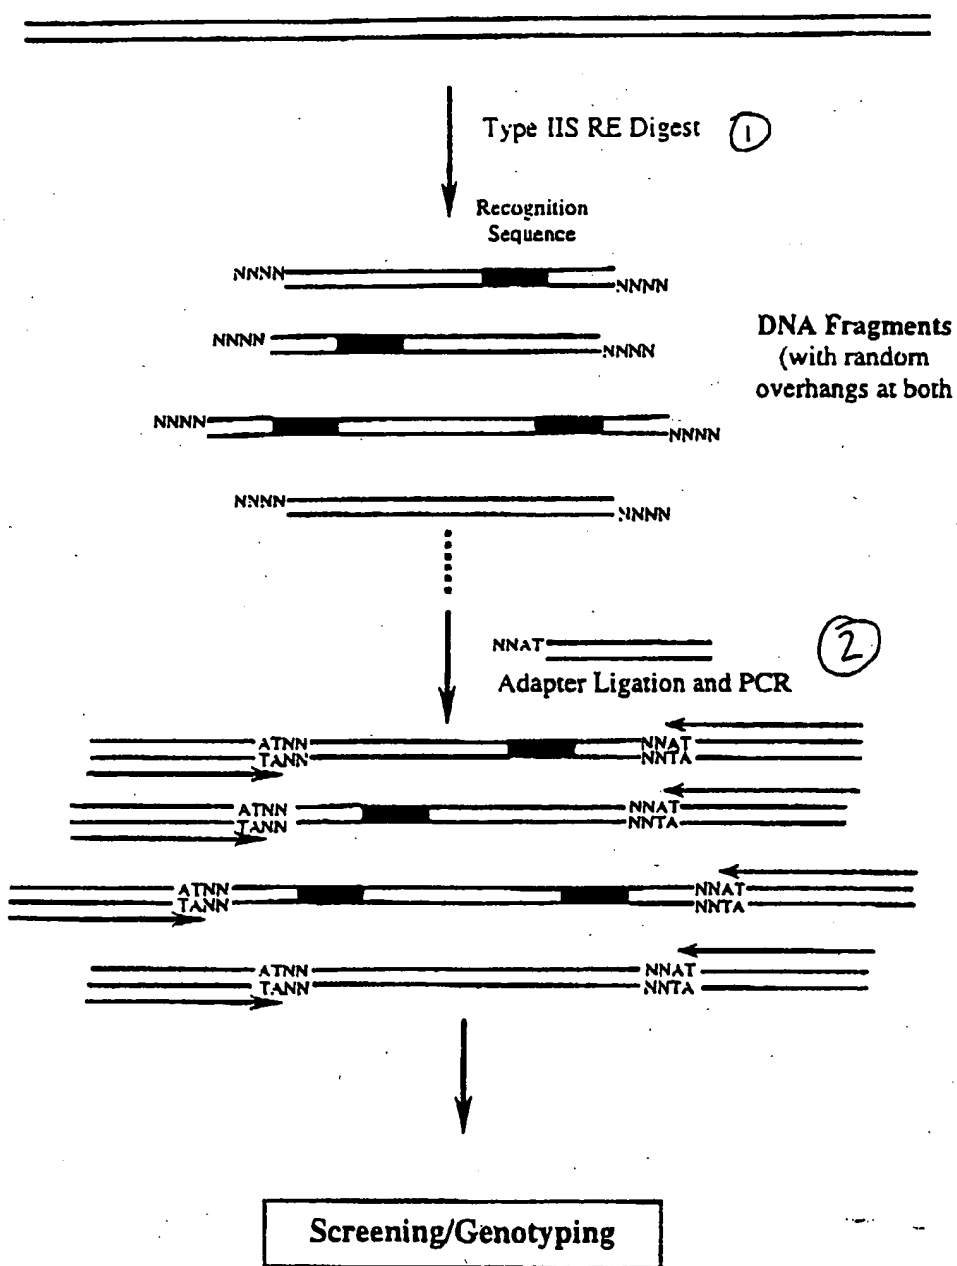 Type IIS RE Digest 1
Recognition
Sequence
NNNN
NNNN
NNNN
NNNN
DNA Fragments
(with random
overhangs at both
NNNN
NNNN
NNNN
NNNN
NNAT
2
Adapter Ligation and PCR
ATNN NNAT
TANN NNTA
ATNN NNAT
TANN NNTA
ATNN NNAT
TANN NNTA
ATNN NNAT
TANN NNTA
Screening/Genotyping